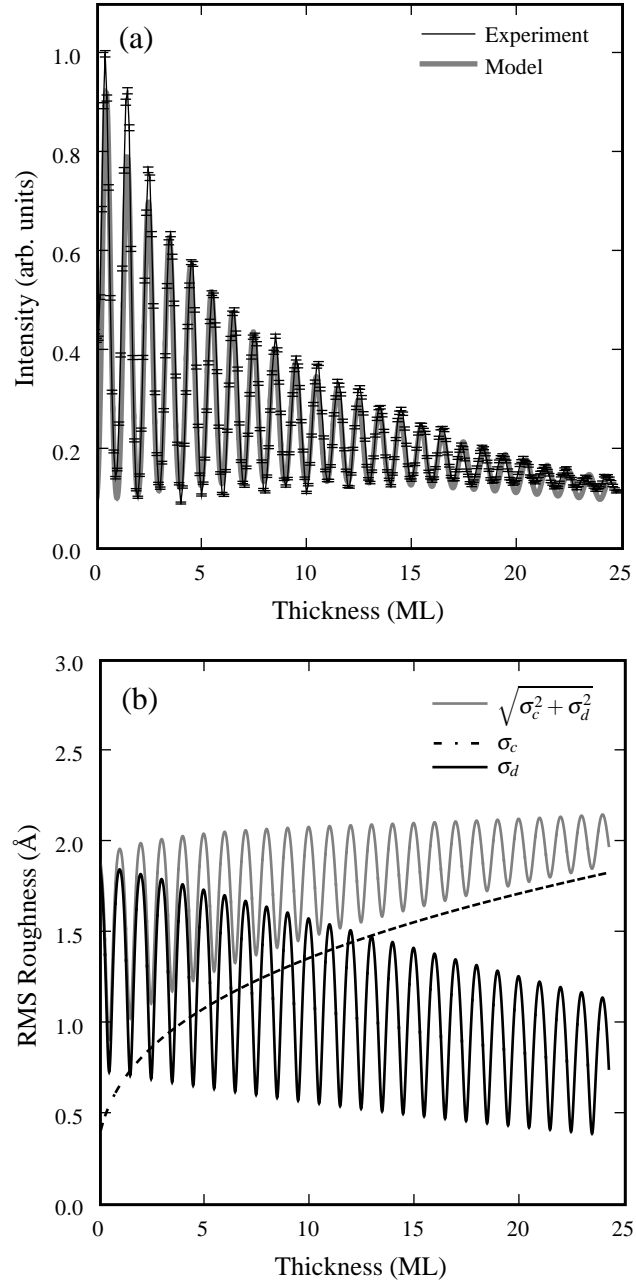 (a)
Experiment
Model
1.0
0.8
0.6
0.4
0.2
0.0
Intensity (arb. units)
0 5 10 15 20 25
Thickness (ML)
(b)
√σc² + σd²
σc
σd
3.0
2.5
2.0
1.5
1.0
0.5
0.0
RMS Roughness (Å)
0 5 10 15 20 25
Thickness (ML)